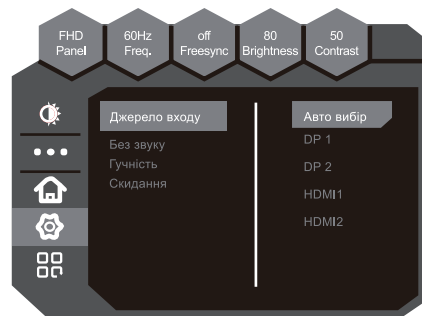 FHD
Panel
60Hz
Freq.
off
Freesync
80
Brightness
50
Contrast
Джерело входу
Без звуку
Гучність
Скидання
Авто вибір
DP 1
DP 2
HDMI1
HDMI2